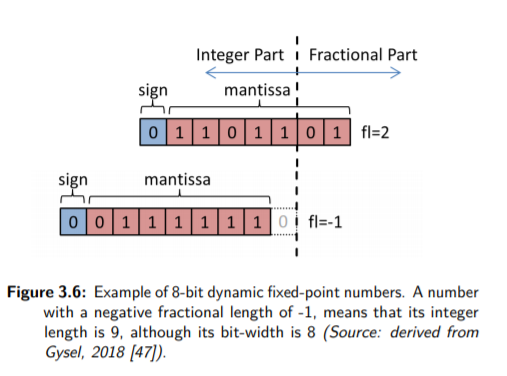 Integer Part Fractional Part
sign mantissa
0 1 1 0 1 1 0 1 fl=2
sign mantissa
0 0 1 1 1 1 1 1 0 fl=-1
Figure 3.6: Example of 8-bit dynamic fixed-point numbers. A number
with a negative fractional length of -1, means that its integer
length is 9, although its bit-width is 8 (Source: derived from
Gysel, 2018 [47]).